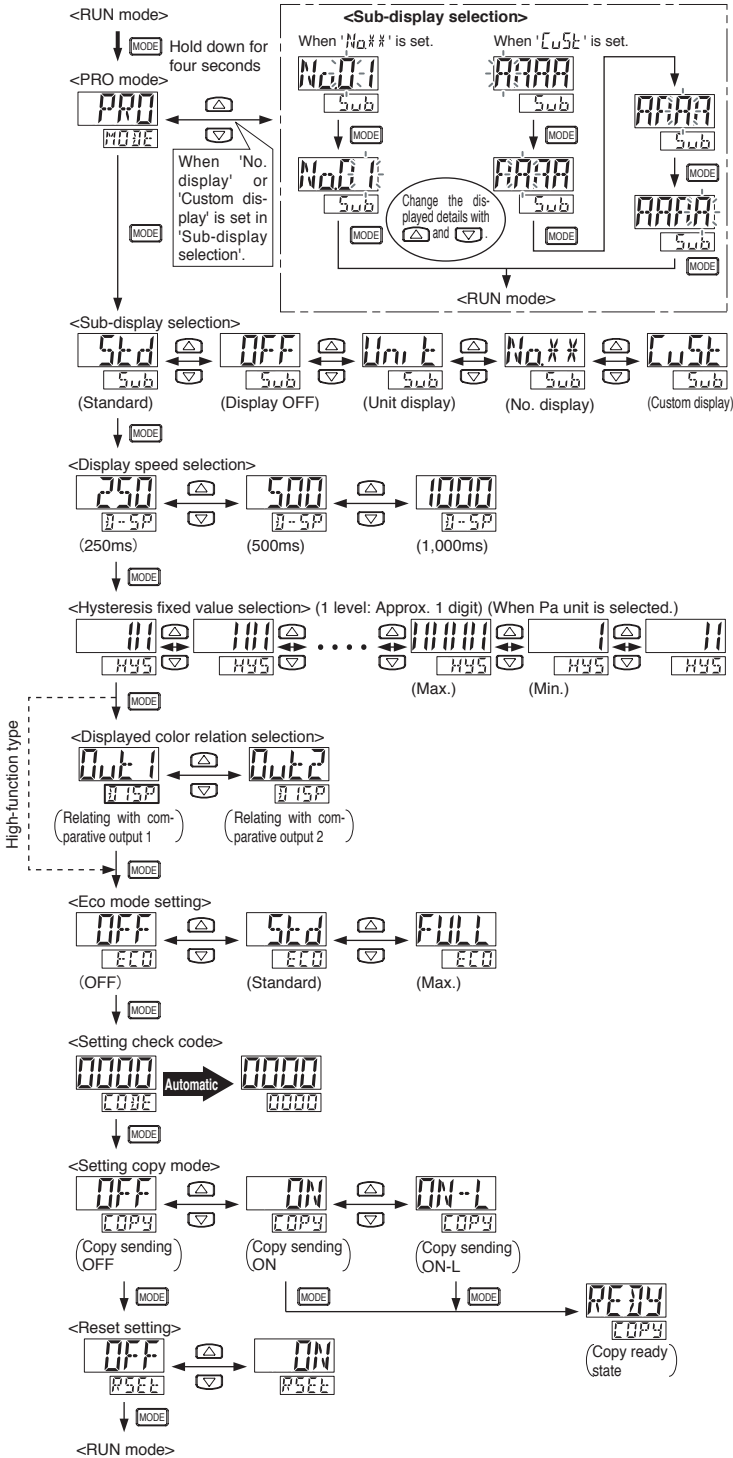 <RUN mode>
MODE Hold down for
four seconds
<PRO mode>
PRO
MODE
When 'No.
display' or
'Custom dis-
play' is set in
'Sub-display
selection'.
MODE
<Sub-display selection>
When 'No.**' is set.
No.01
Sub
MODE
No.01
Sub
MODE
Change the dis-
played details with
and .
When 'CuSt' is set.
AAAA
Sub
MODE
AAAA
Sub
MODE
AAAA
Sub
MODE
AAAA
Sub
MODE
<RUN mode>
<Sub-display selection>
Std OFF Unit No.** CuSt
Sub Sub Sub Sub Sub
(Standard) (Display OFF) (Unit display) (No. display) (Custom display)
MODE
<Display speed selection>
250 500 1000
D-SP D-SP D-SP
(250ms) (500ms) (1,000ms)
MODE
<Hysteresis fixed value selection> (1 level: Approx. 1 digit) (When Pa unit is selected.)
HYS HYS HYS HYS HYS
(Max.) (Min.)
MODE
High-function type
<Displayed color relation selection>
Out1 Out2
DISP DISP
(Relating with com-
parative output 1)
(Relating with com-
parative output 2)
MODE
<Eco mode setting>
OFF Std FULL
ECO ECO ECO
(OFF) (Standard) (Max.)
MODE
<Setting check code>
0000 Automatic 0000
CODE 0000
MODE
<Setting copy mode>
OFF ON ON-L
COPY COPY COPY
(Copy sending
OFF)
(Copy sending
ON)
(Copy sending
ON-L)
MODE MODE MODE
REDY
COPY
(Copy ready
state)
<Reset setting>
OFF ON
RSEt RSEt
MODE
<RUN mode>